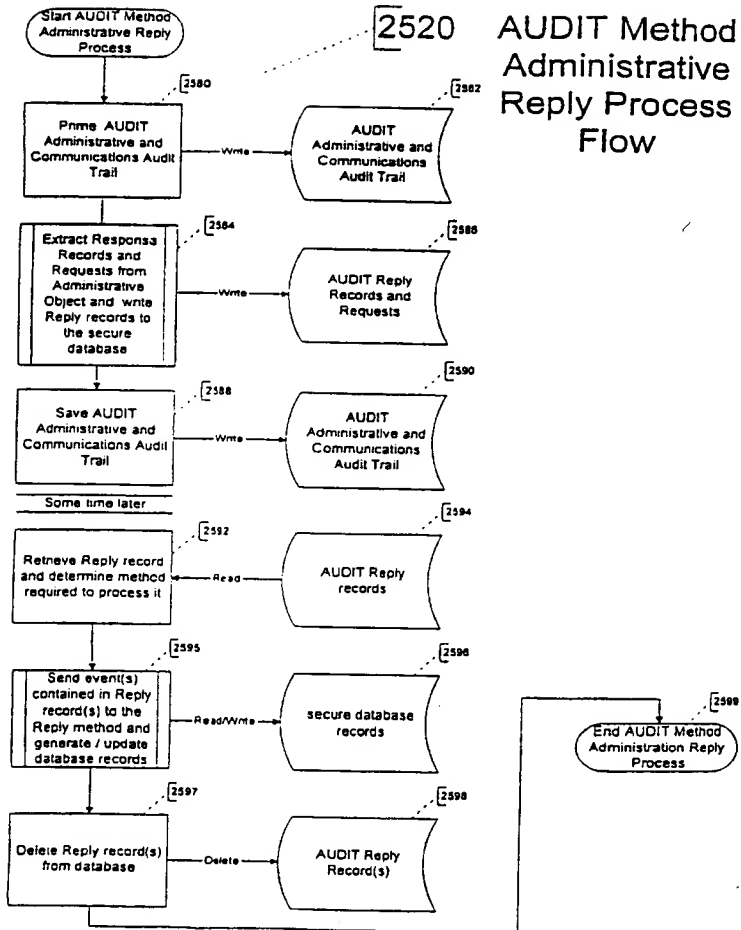 Start AUDIT Method
Administrative Reply
Process
2520
AUDIT Method
Administrative
Reply Process
Flow
2580
Prime AUDIT
Administrative and
Communications Audit
Trail
Write
2582
AUDIT
Administrative and
Communications
Audit Trail
2584
Extract Response
Records and
Requests from
Administrative
Object and write
Reply records to
the secure
database
Write
2586
AUDIT Reply
Records and
Requests
2588
Save AUDIT
Administrative and
Communications Audit
Trail
Write
2590
AUDIT
Administrative and
Communications
Audit Trail
Some time later
2592
Retrieve Reply record
and determine method
required to process it
Read
2594
AUDIT Reply
records
2595
Send event(s)
contained in Reply
record(s) to the
Reply method and
generate / update
database records
Read/Write
2596
secure database
records
2597
Delete Reply record(s)
from database
Delete
2598
AUDIT Reply
Record(s)
2599
End AUDIT Method
Administration Reply
Process